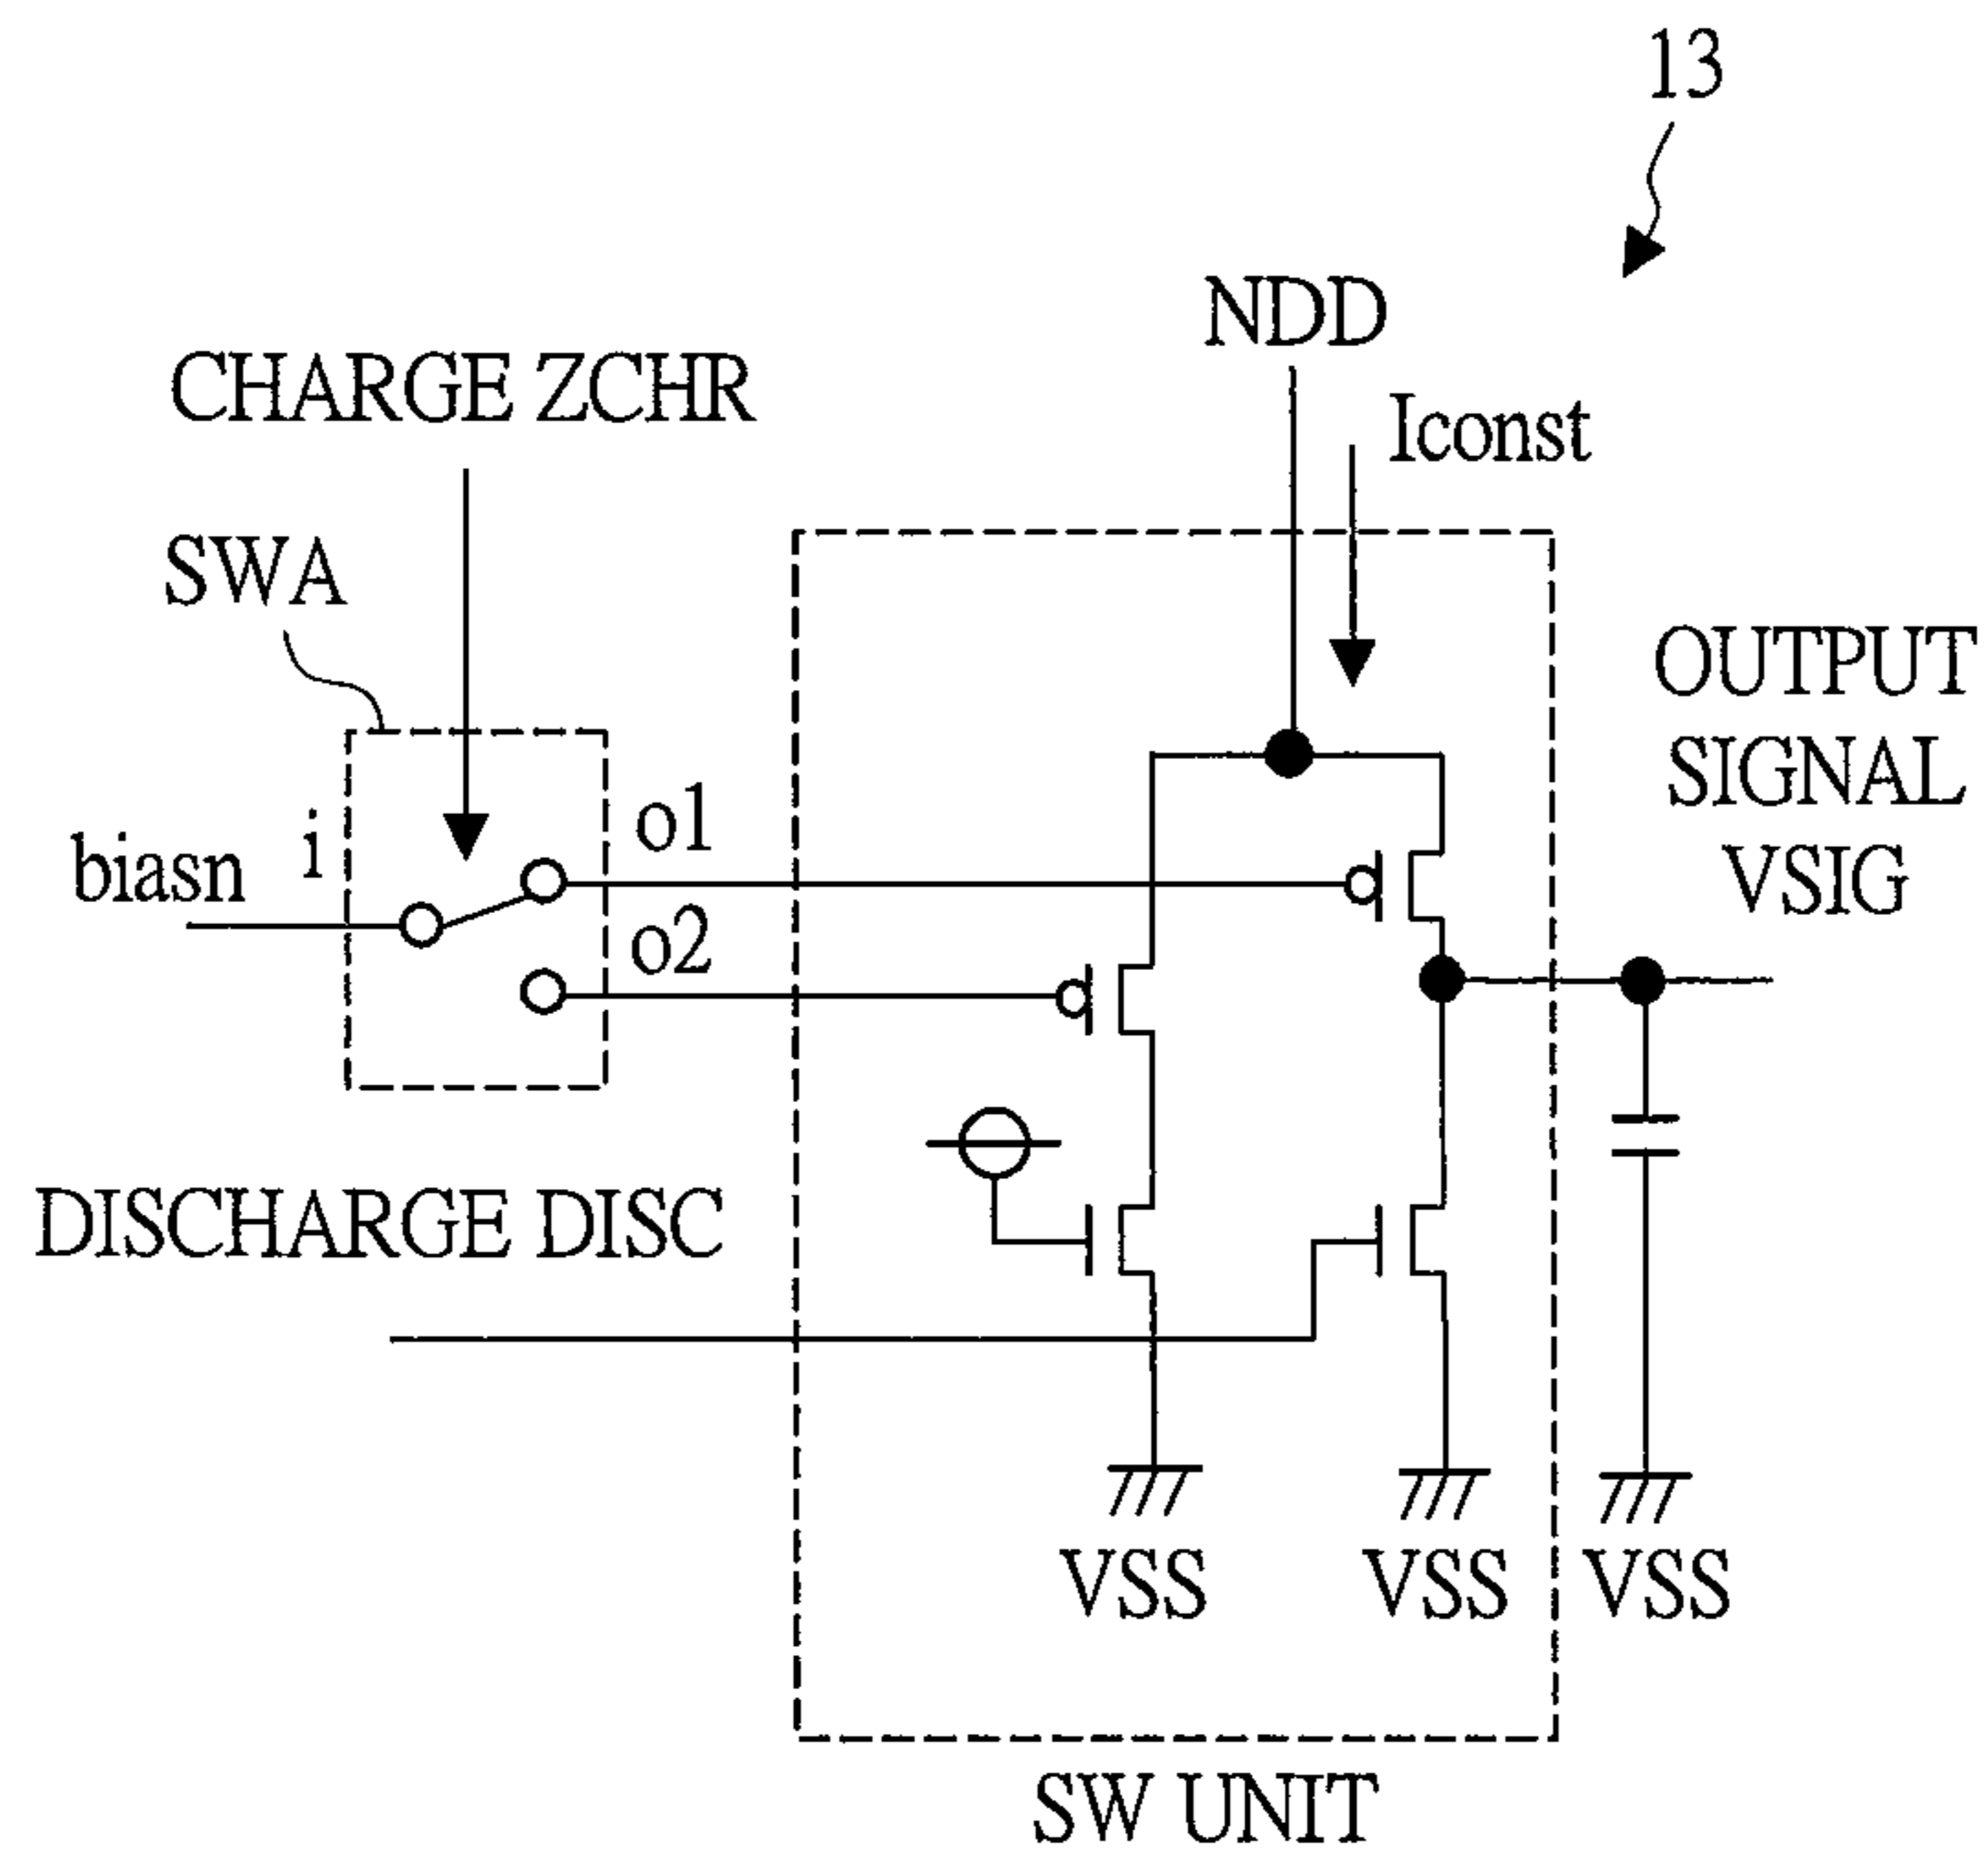 13
NDD
CHARGE ZCHR
Iconst
SWA
OUTPUT
SIGNAL
VSIG
o1
i
biasn
o2
DISCHARGE DISC
VSS
VSS
VSS
SW UNIT